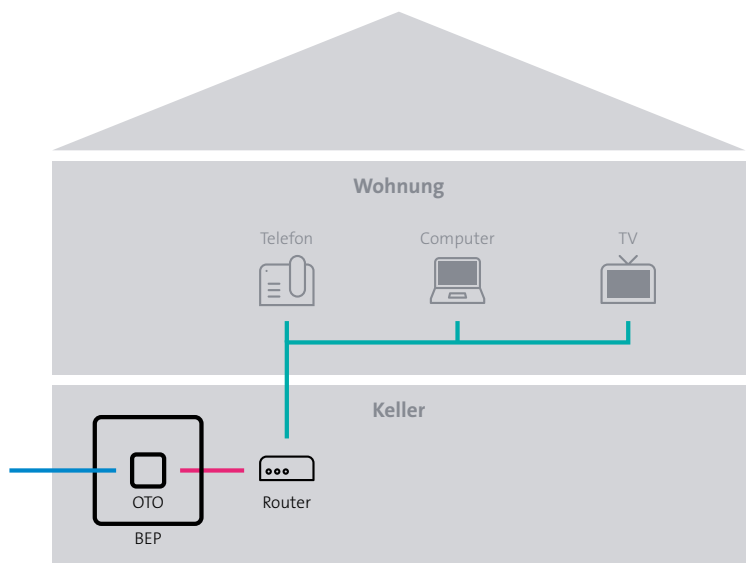 Wohnung
Telefon Computer TV
Keller
OTO Router
BEP